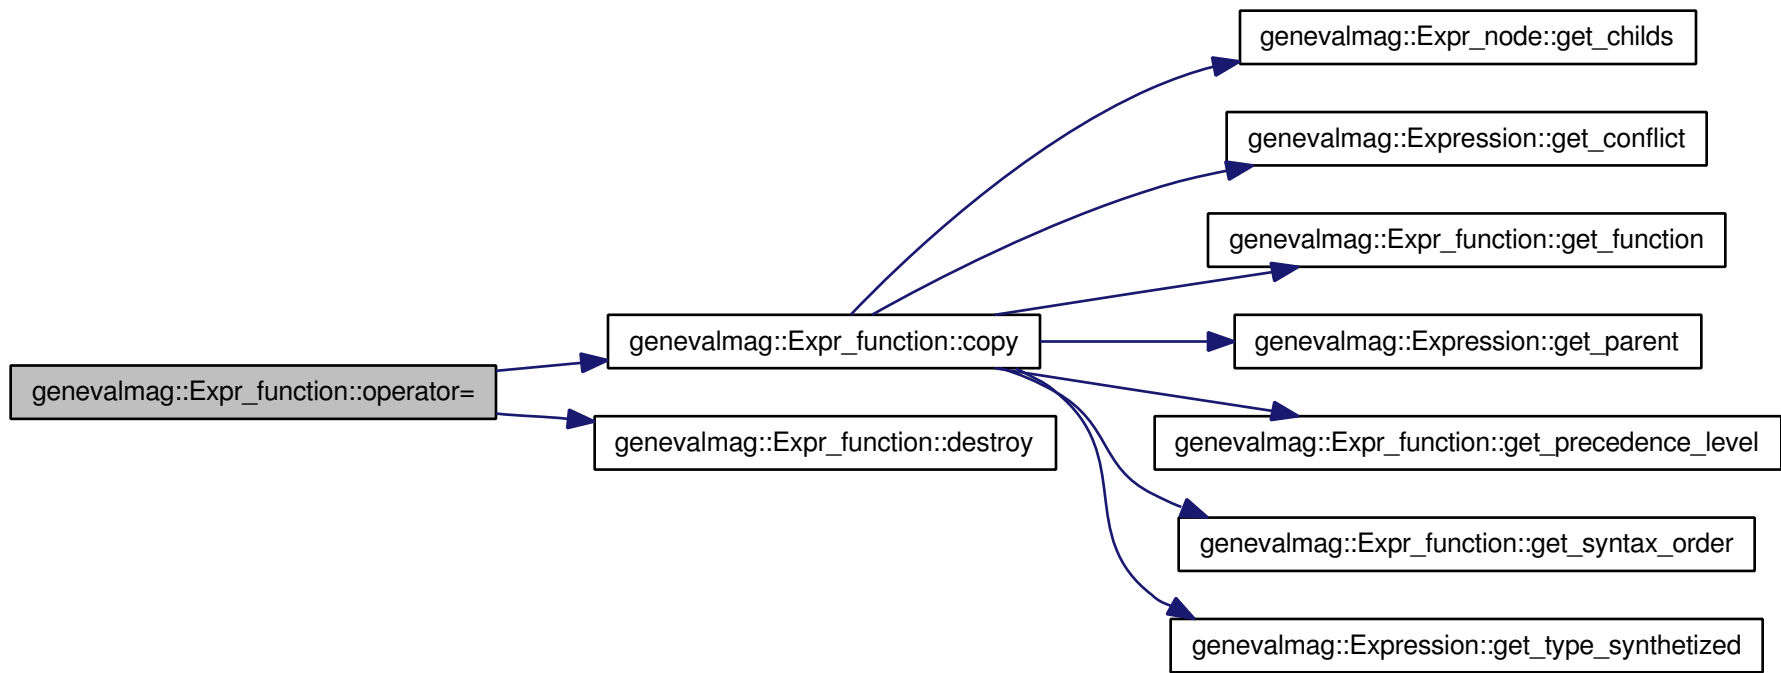 genevalmag::Expr_node::get_childs
genevalmag::Expression::get_conflict
genevalmag::Expr_function::get_function
genevalmag::Expr_function::copy
genevalmag::Expression::get_parent
genevalmag::Expr_function::operator=
genevalmag::Expr_function::destroy
genevalmag::Expr_function::get_precedence_level
genevalmag::Expr_function::get_syntax_order
genevalmag::Expression::get_type_synthetized